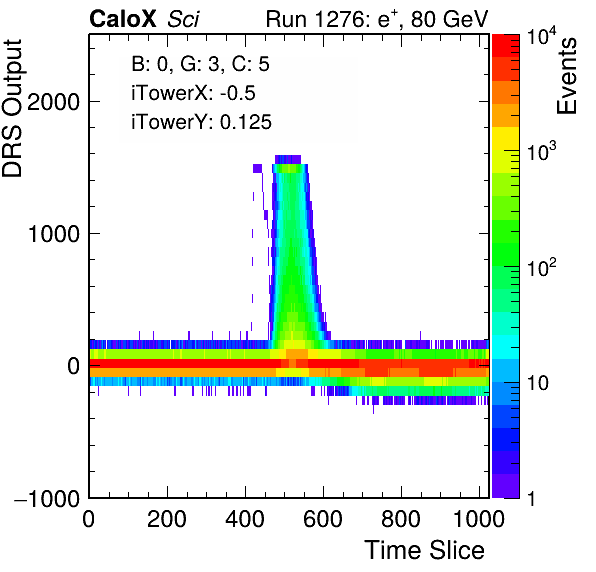 CaloX Sci
Run 1276: e+, 80 GeV
B: 0, G: 3, C: 5
iTowerX: -0.5
iTowerY: 0.125
DRS Output
2000
1000
0
−1000
0 200 400 600 800 1000
Time Slice
Events
10^4
10^3
10^2
10
1